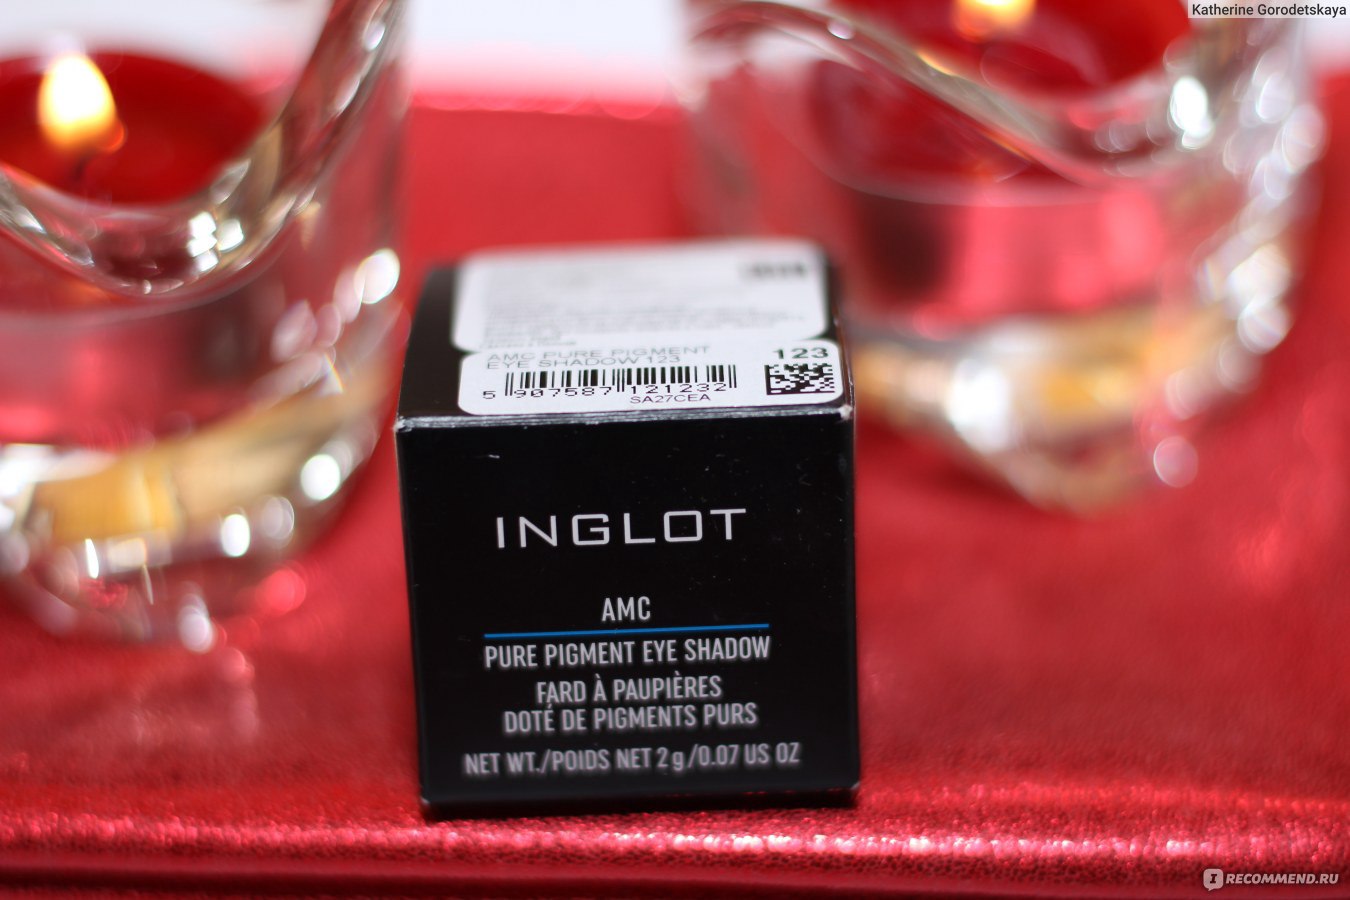 Katherine Gorodetskaya
AMC PURE PIGMENT
EYE SHADOW 123
123
5 907587 121232
SA27CEA
INGLOT
AMC
PURE PIGMENT EYE SHADOW
FARD À PAUPIÈRES
DOTÉ DE PIGMENTS PURS
NET WT./POIDS NET 2 g/0.07 US OZ
IRECOMMEND.RU